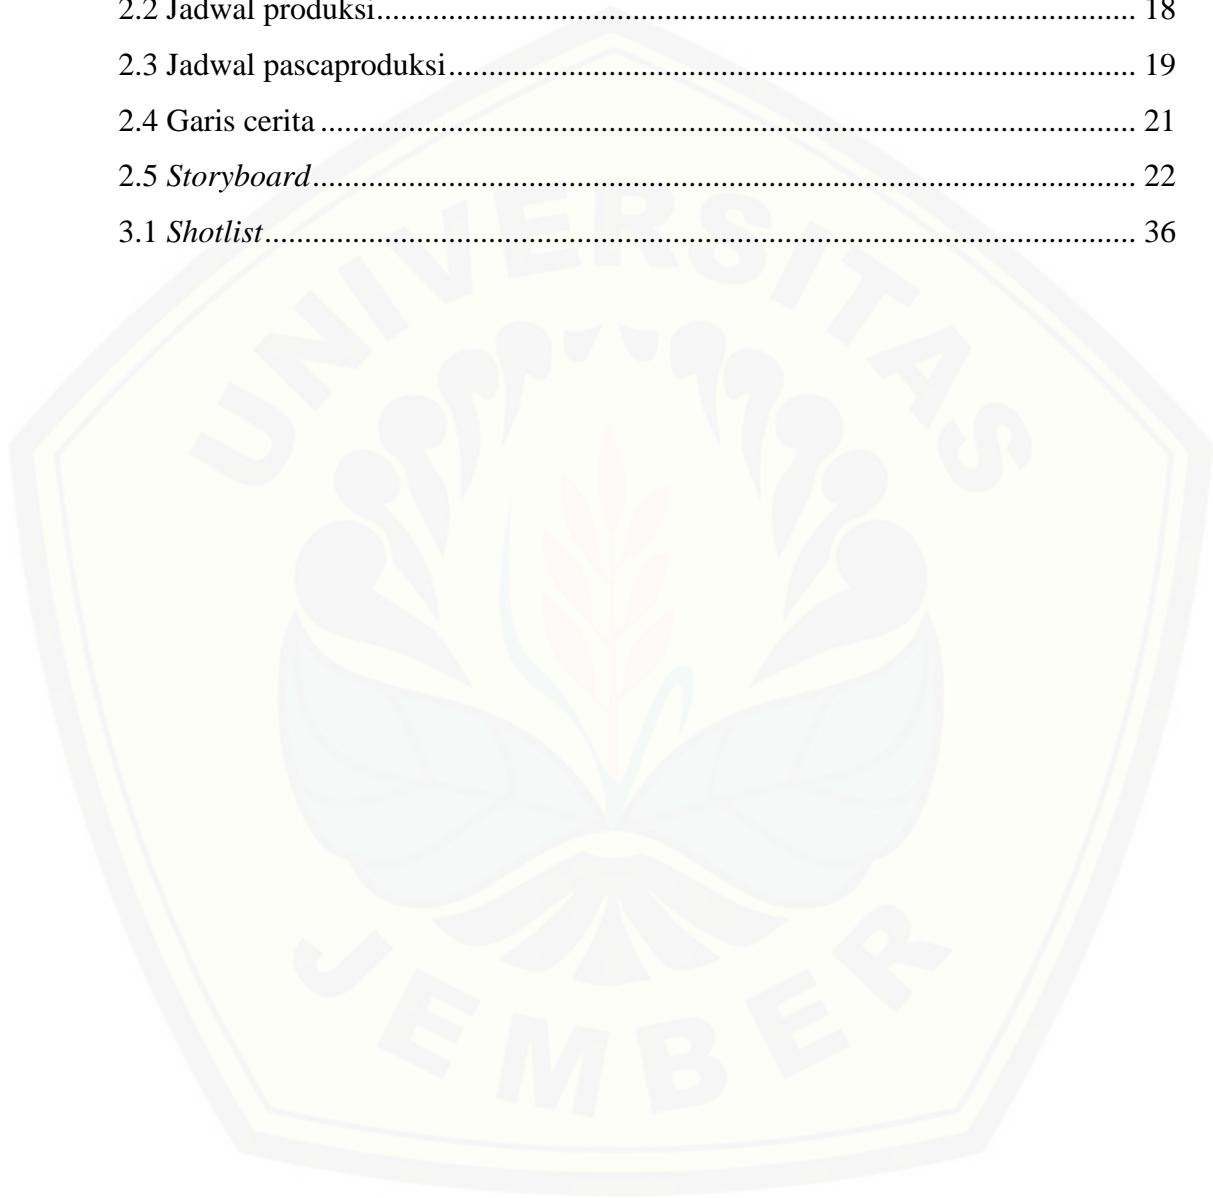 2.2 Jadwal produksi................................................................................................ 18
2.3 Jadwal pascaproduksi....................................................................................... 19
2.4 Garis cerita ....................................................................................................... 21
2.5 Storyboard........................................................................................................ 22
3.1 Shotlist.............................................................................................................. 36
UNIVERSITAS
JEMBER